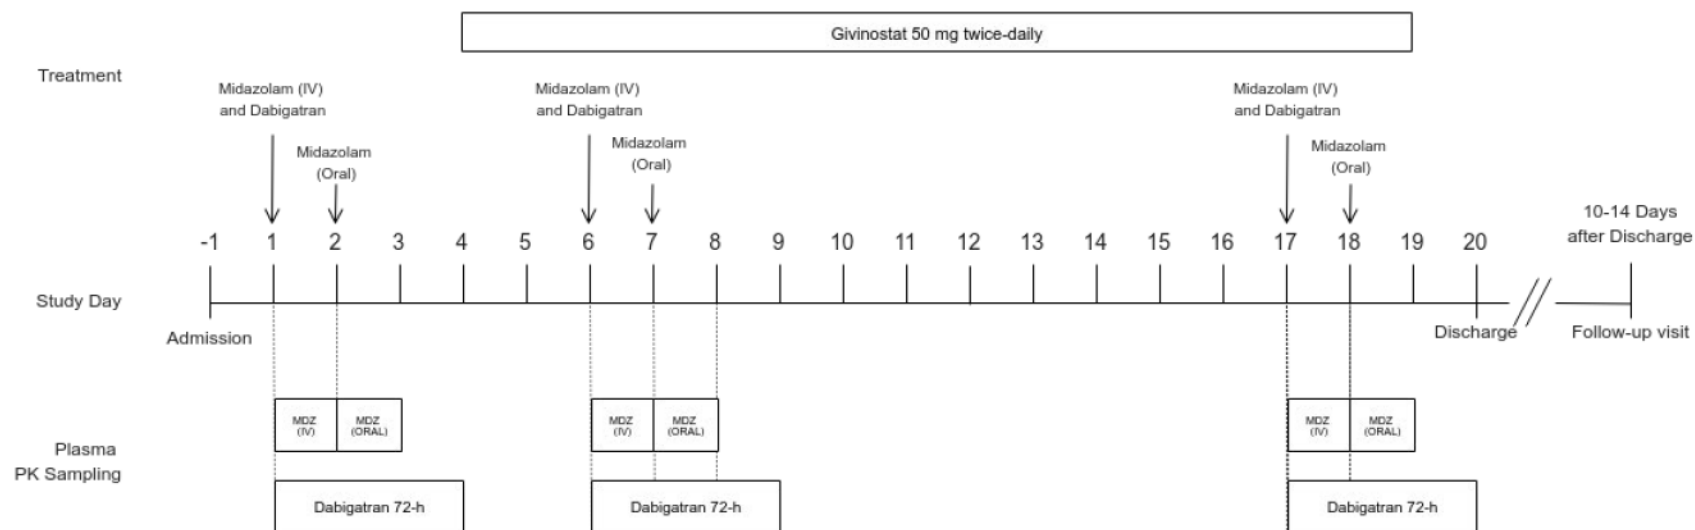 Givinostat 50 mg twice-daily
Treatment
Midazolam (IV)
and Dabigatran
Midazolam (IV)
and Dabigatran
Midazolam (IV)
and Dabigatran
Midazolam
(Oral)
Midazolam
(Oral)
Midazolam
(Oral)
10-14 Days
after Discharge
-1 1 2 3 4 5 6 7 8 9 10 11 12 13 14 15 16 17 18 19 20
Study Day
Admission
Discharge
Follow-up visit
MDZ
(IV)
MDZ
(ORAL)
MDZ
(IV)
MDZ
(ORAL)
MDZ
(IV)
MDZ
(ORAL)
Plasma
PK Sampling
Dabigatran 72-h
Dabigatran 72-h
Dabigatran 72-h